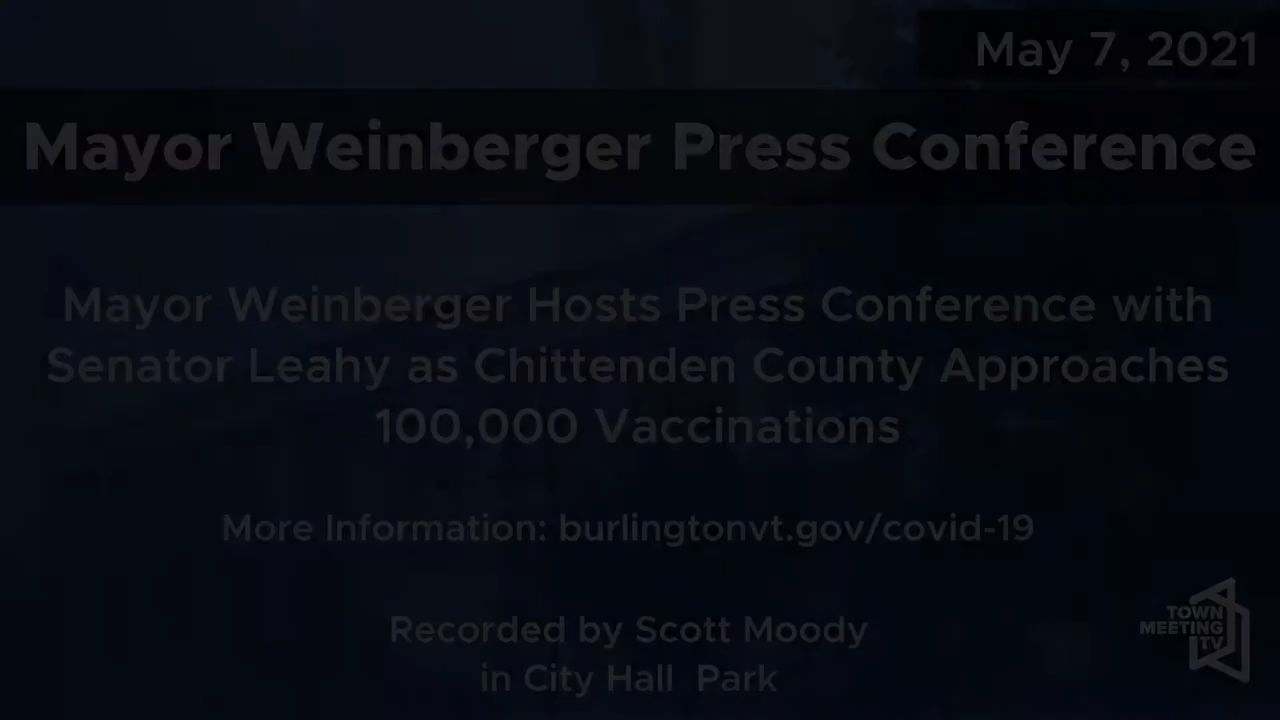 May 7, 2021
Mayor Weinberger Press Conference
Mayor Weinberger Hosts Press Conference with
Senator Leahy as Chittenden County Approaches
100,000 Vaccinations
More Information: burlingtonvt.gov/covid-19
Recorded by Scott Moody
in City Hall Park
TOWN
MEETING
TV